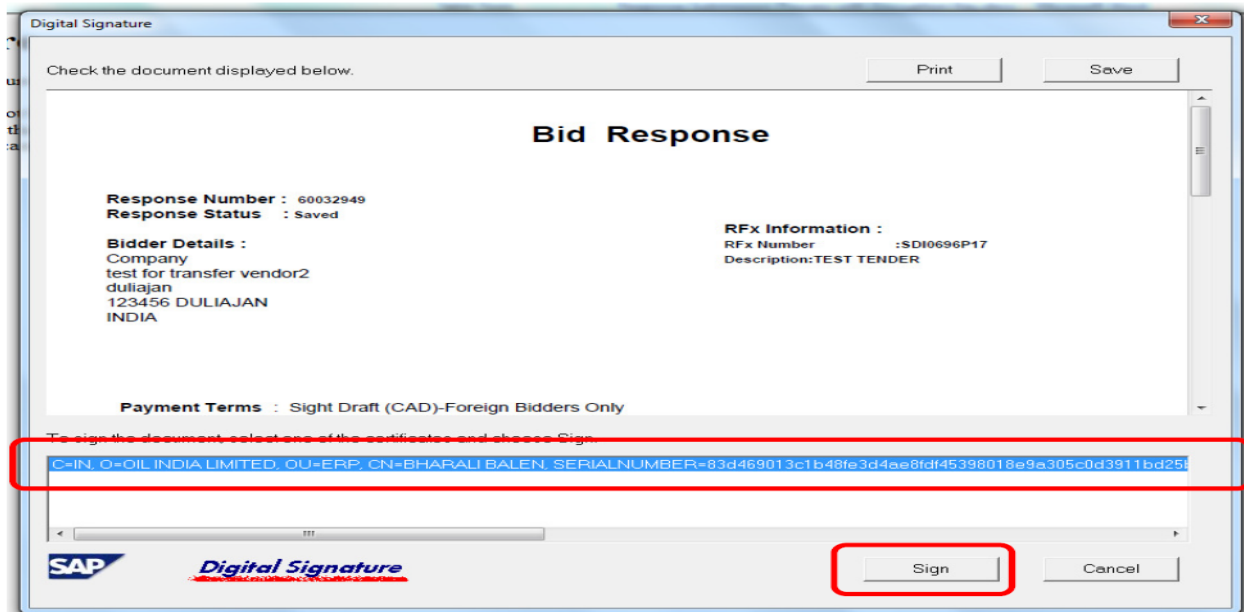 Digital Signature
Check the document displayed below.
Print
Save
Bid Response
Response Number : 60032949
Response Status : Saved
Bidder Details :
Company
test for transfer vendor2
duliajan
123456 DULIAJAN
INDIA
RFx Information :
RFx Number :SDI0696P17
Description:TEST TENDER
Payment Terms : Sight Draft (CAD)-Foreign Bidders Only
To sign the document, select one of the certificates and choose Sign.
C=IN, O=OIL INDIA LIMITED, OU=ERP, CN=BHARALI BALEN, SERIALNUMBER=83d469013c1b48fe3d4ae8fdf45398018e9a305c0d3911bd25
SAP
Digital Signature
Sign
Cancel